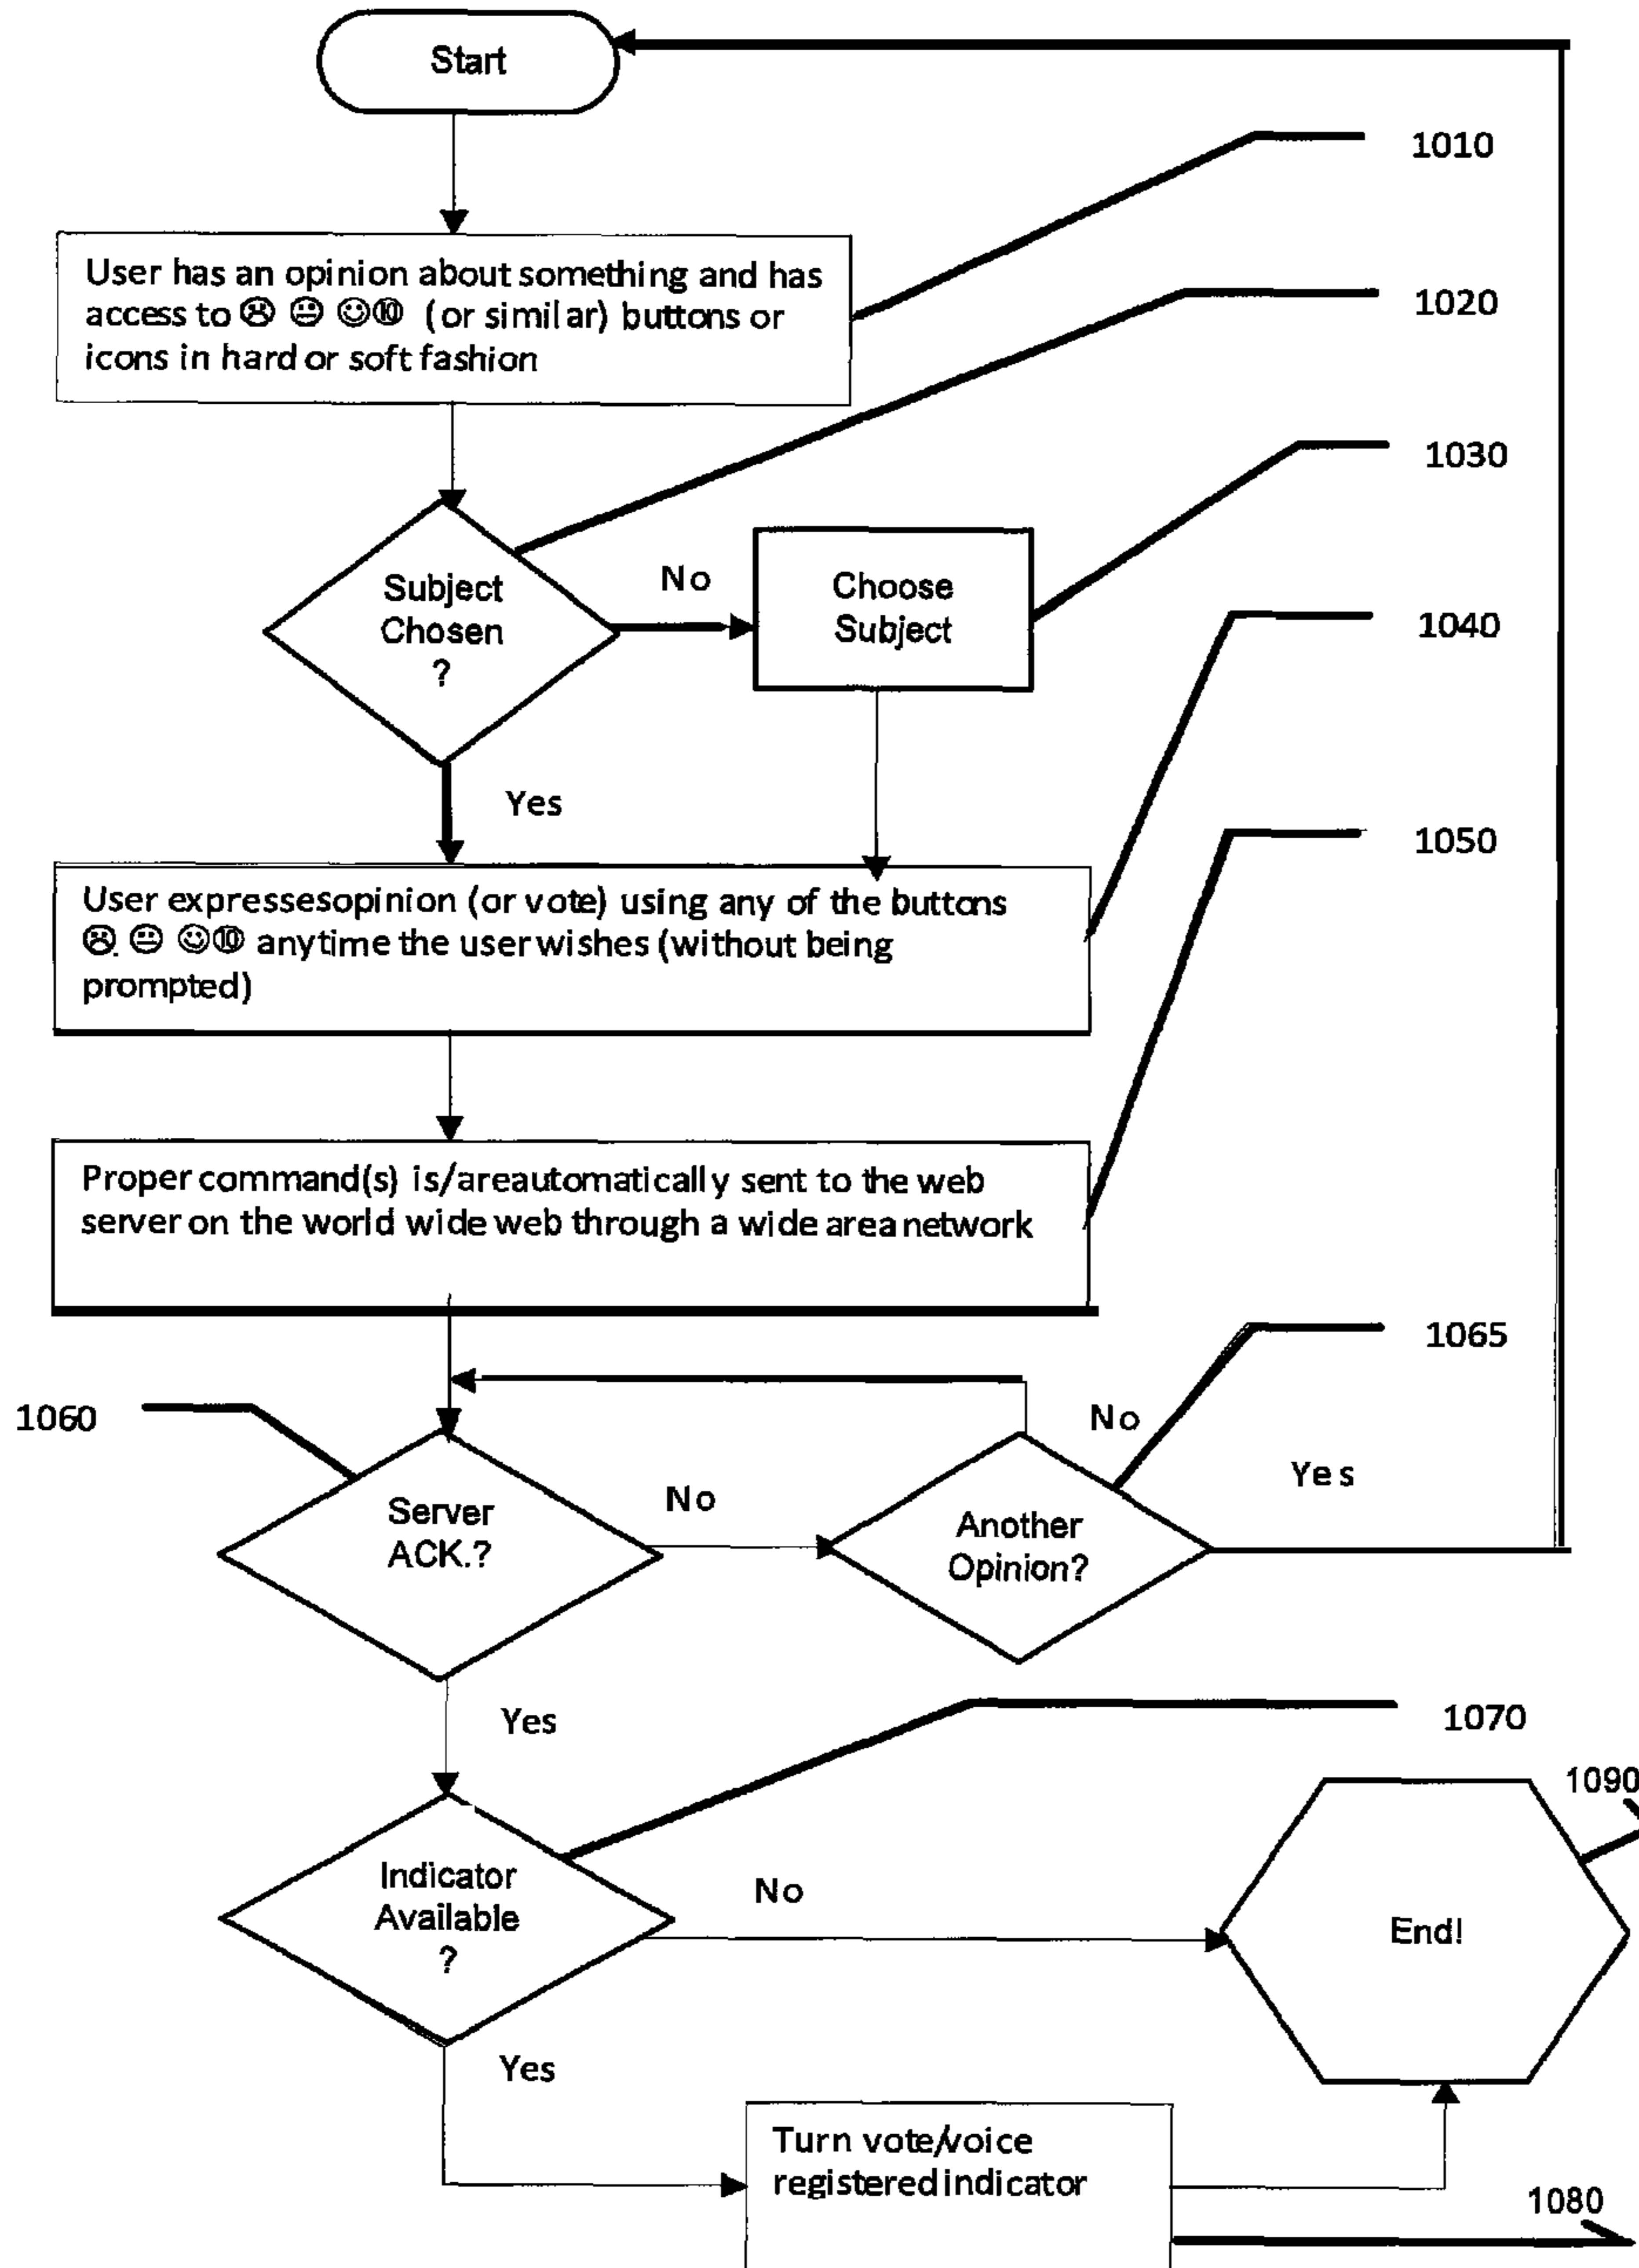 Start
1010
User has an opinion about something and has
access to ☹ 😐 ☺⑩ (or similar) buttons or
icons in hard or soft fashion
1020
1030
Subject
Chosen
?
No
Choose
Subject
1040
Yes
1050
User expressesopinion (or vote) using any of the buttons
☹ 😐 ☺⑩ anytime the user wishes (without being
prompted)
Proper command(s) is/areautomatically sent to the web
server on the world wide web through a wide area network
1065
1060
No
Yes
Server
ACK.?
No
Another
Opinion?
Yes
1070
1090
Indicator
Available
?
No
End!
Yes
Turn vote/voice
registered indicator
1080